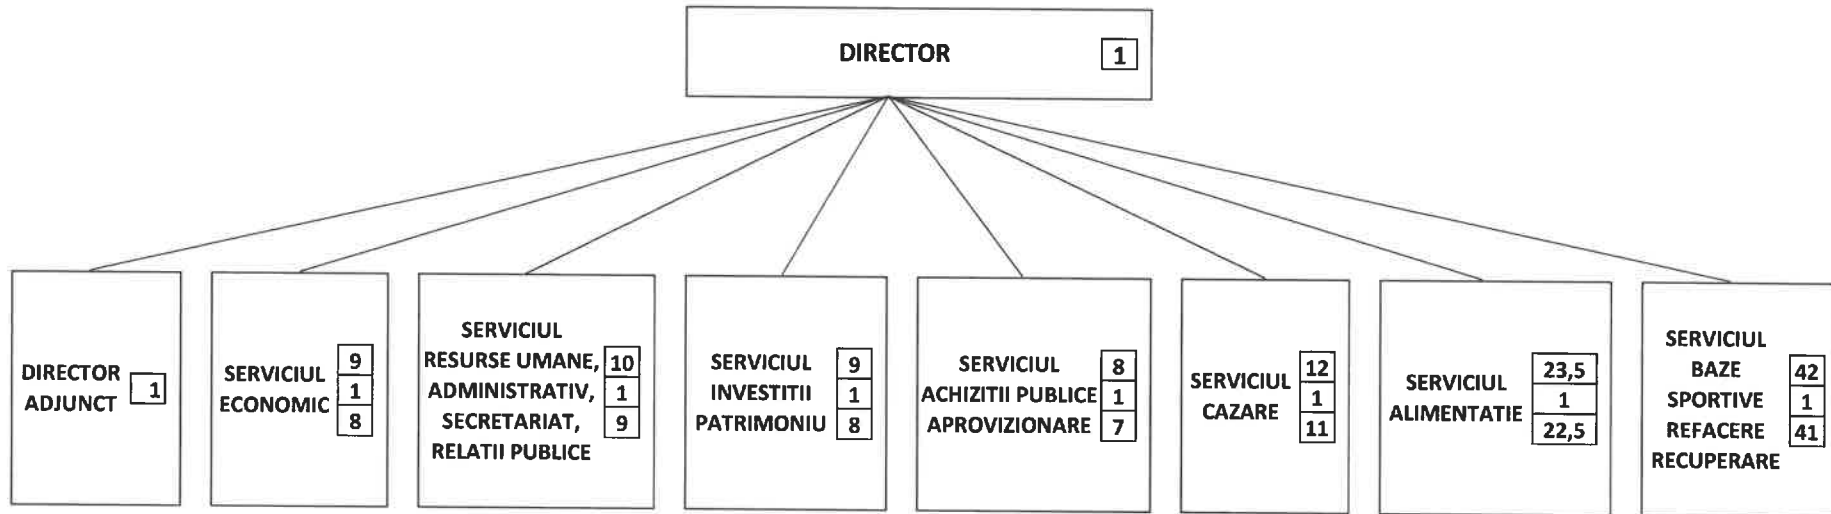 DIRECTOR 1
DIRECTOR
ADJUNCT
1
SERVICIUL
ECONOMIC
9
1
8
SERVICIUL
RESURSE UMANE,
ADMINISTRATIV,
SECRETARIAT,
RELATII PUBLICE
10
1
9
SERVICIUL
INVESTITII
PATRIMONIU
9
1
8
SERVICIUL
ACHIZITII PUBLICE
APROVIZIONARE
8
1
7
SERVICIUL
CAZARE
12
1
11
SERVICIUL
ALIMENTATIE
23,5
1
22,5
SERVICIUL
BAZE
SPORTIVE
REFACERE
RECUPERARE
42
1
41